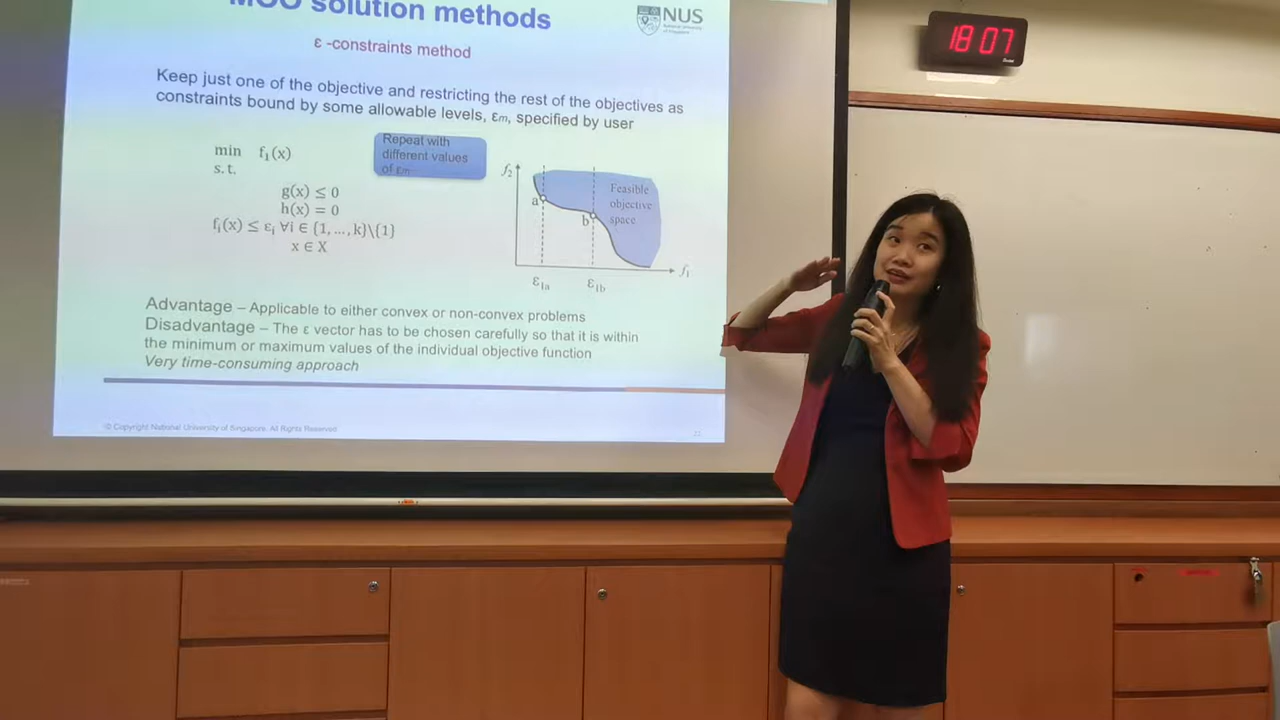 MOO solution methods
NUS
National University
of Singapore
18 07
ε -constraints method
Keep just one of the objective and restricting the rest of the objectives as
constraints bound by some allowable levels, εm, specified by user
Repeat with
different values
of εm
min f₁(x)
s.t.
g(x) ≤ 0
h(x) = 0
fᵢ(x) ≤ εᵢ ∀i ∈ {1, …, k}\{1}
x ∈ X
f₂
Feasible
objective
space
a
b
f₁
ε₁ₐ
ε₁b
Advantage – Applicable to either convex or non-convex problems
Disadvantage – The ε vector has to be chosen carefully so that it is within
the minimum or maximum values of the individual objective function
Very time-consuming approach
© Copyright National University of Singapore. All Rights Reserved